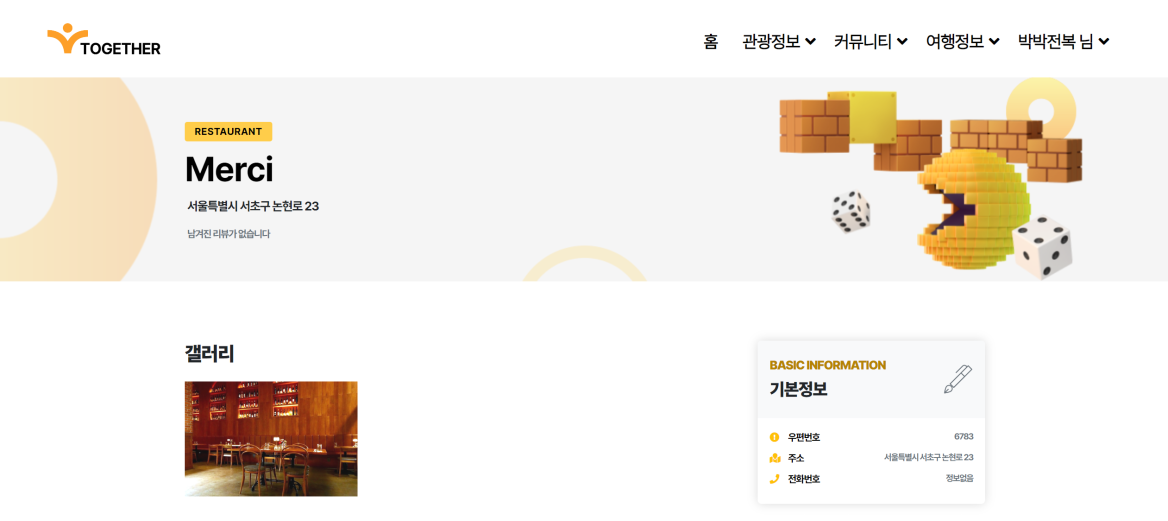 TOGETHER
홈 관광정보 커뮤니티 여행정보 박박전복 님
RESTAURANT
Merci
서울특별시 서초구 논현로 23
남겨진 리뷰가 없습니다
갤러리
BASIC INFORMATION
기본정보
우편번호 6783
주소 서울특별시 서초구 논현로 23
전화번호 정보없음